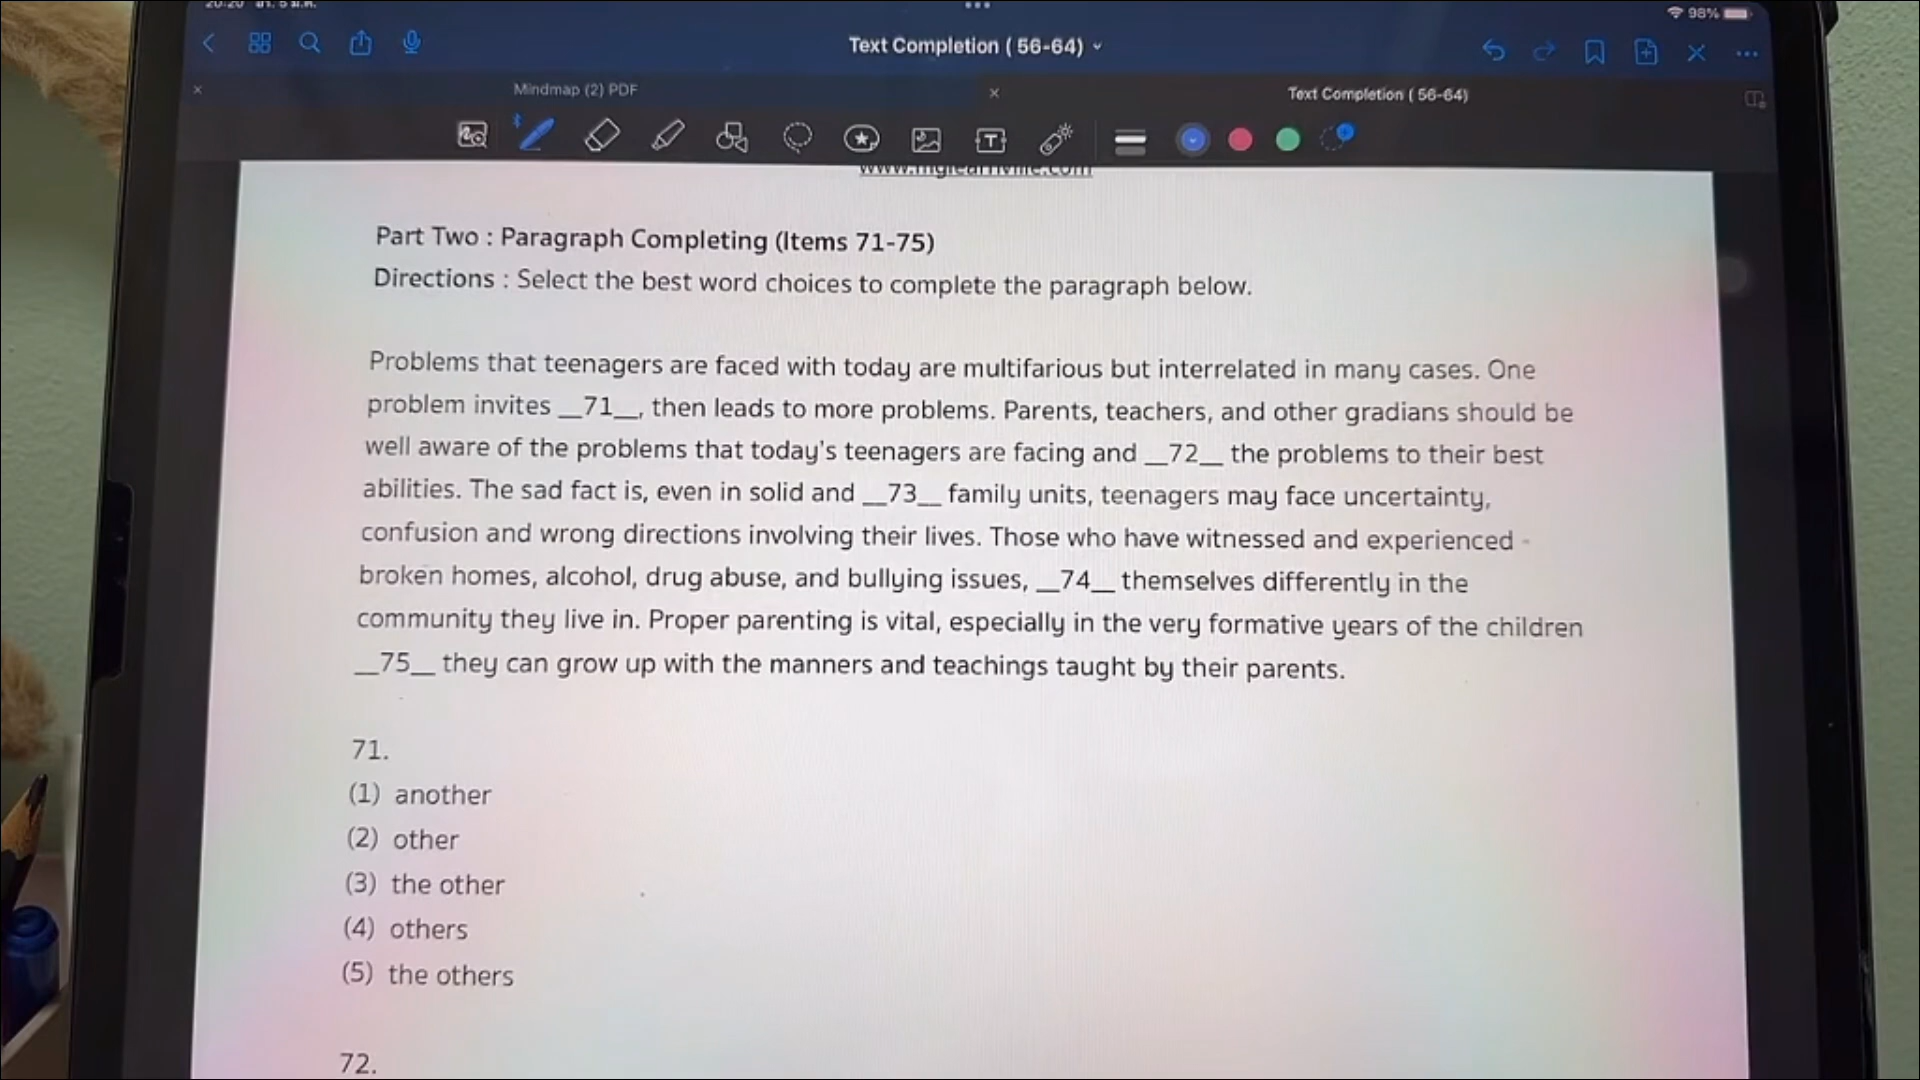 20:20 อา. 5 ม.ค.
98%
Text Completion ( 56-64)
Mindmap (2) PDF
Text Completion ( 56-64)
Part Two : Paragraph Completing (Items 71-75)
Directions : Select the best word choices to complete the paragraph below.
Problems that teenagers are faced with today are multifarious but interrelated in many cases. One
problem invites __71__, then leads to more problems. Parents, teachers, and other gradians should be
well aware of the problems that today's teenagers are facing and __72__ the problems to their best
abilities. The sad fact is, even in solid and __73__ family units, teenagers may face uncertainty,
confusion and wrong directions involving their lives. Those who have witnessed and experienced
broken homes, alcohol, drug abuse, and bullying issues, __74__ themselves differently in the
community they live in. Proper parenting is vital, especially in the very formative years of the children
__75__ they can grow up with the manners and teachings taught by their parents.
71.
(1) another
(2) other
(3) the other
(4) others
(5) the others
72.